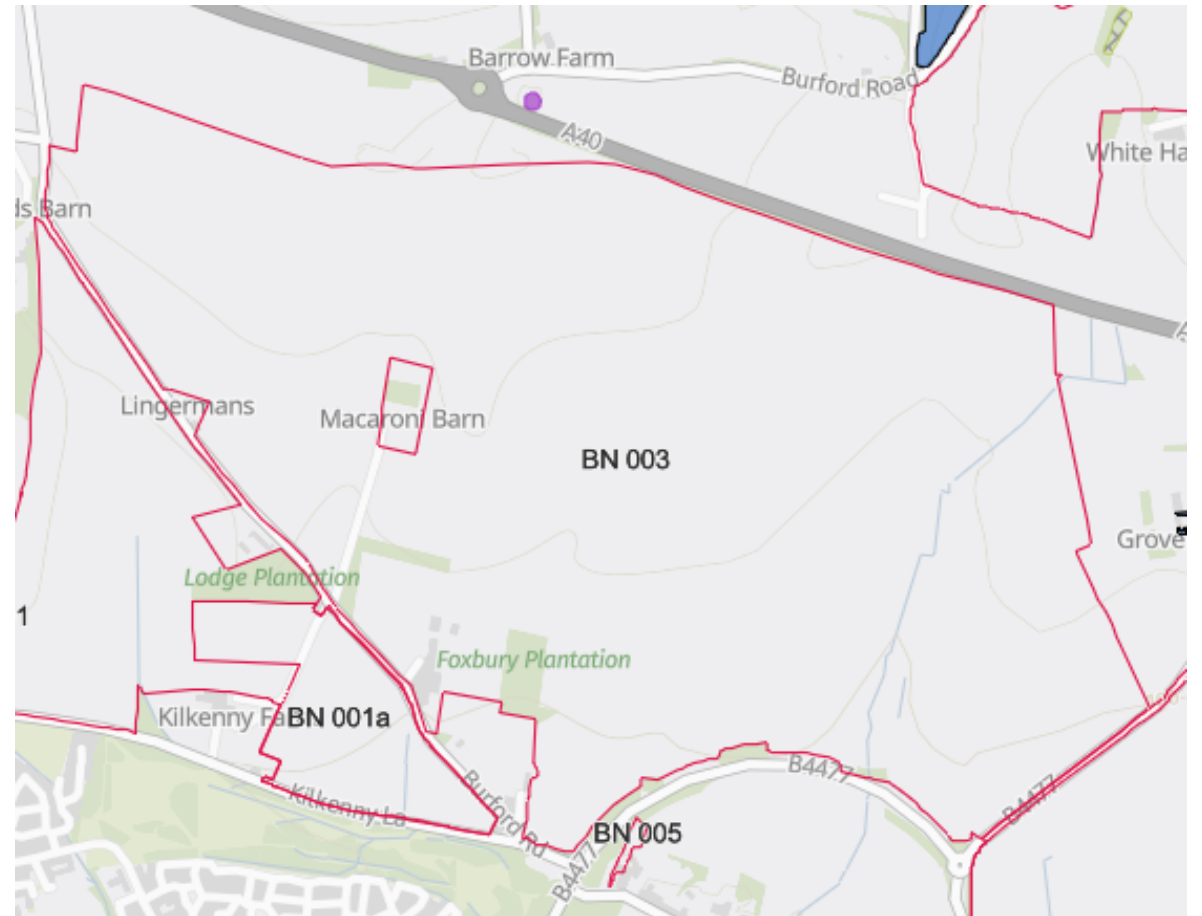 Barrow Farm
Burford Road
A40
White Ha
ds Barn
A
Lingermans
Macaroni Barn
BN 003
Grove
Lodge Plantation
1
Foxbury Plantation
Kilkenny Fa
BN 001a
B4477
B4477
Kilkenny La
Burford Rd
BN 005
B4477